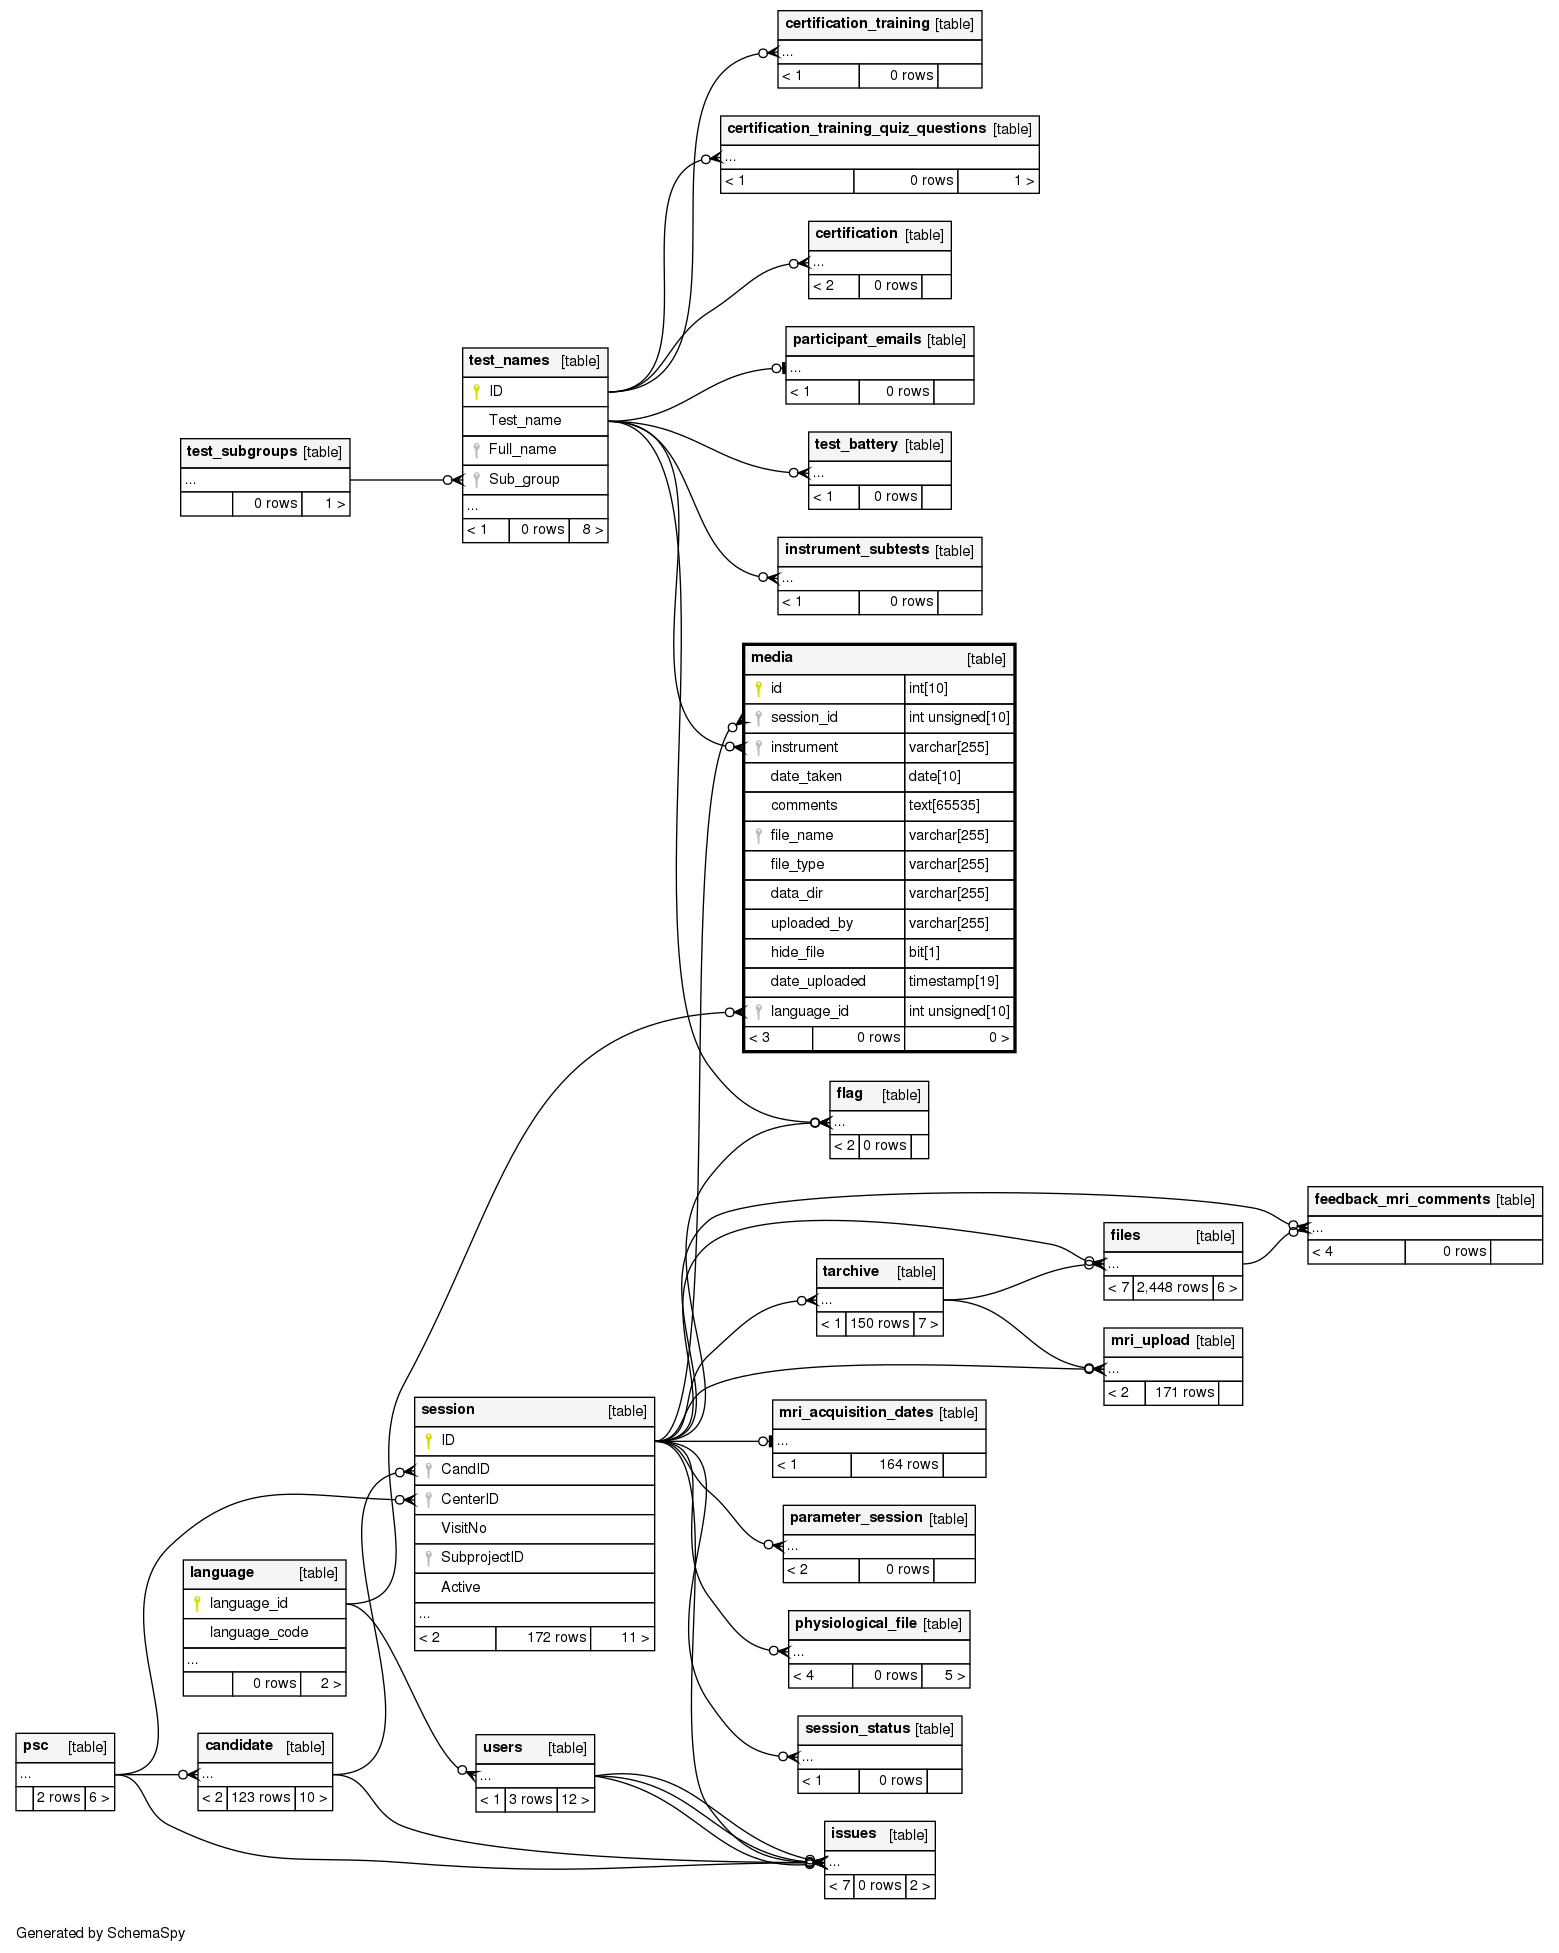 certification_training [table]
...
< 1 0 rows
certification_training_quiz_questions [table]
...
< 1 0 rows 1 >
certification [table]
...
< 2 0 rows
participant_emails [table]
...
< 1 0 rows
test_names [table]
ID
Test_name
Full_name
Sub_group
...
< 1 0 rows 8 >
test_subgroups [table]
...
0 rows 1 >
test_battery [table]
...
< 1 0 rows
instrument_subtests [table]
...
< 1 0 rows
media [table]
id int[10]
session_id int unsigned[10]
instrument varchar[255]
date_taken date[10]
comments text[65535]
file_name varchar[255]
file_type varchar[255]
data_dir varchar[255]
uploaded_by varchar[255]
hide_file bit[1]
date_uploaded timestamp[19]
language_id int unsigned[10]
< 3 0 rows 0 >
flag [table]
...
< 2 0 rows
feedback_mri_comments [table]
...
< 4 0 rows
files [table]
...
< 7 2,448 rows 6 >
tarchive [table]
...
< 1 150 rows 7 >
mri_upload [table]
...
< 2 171 rows
mri_acquisition_dates [table]
...
< 1 164 rows
session [table]
ID
CandID
CenterID
VisitNo
SubprojectID
Active
...
< 2 172 rows 11 >
parameter_session [table]
...
< 2 0 rows
language [table]
language_id
language_code
...
0 rows 2 >
physiological_file [table]
...
< 4 0 rows 5 >
session_status [table]
...
< 1 0 rows
psc [table]
...
2 rows 6 >
candidate [table]
...
< 2 123 rows 10 >
users [table]
...
< 1 3 rows 12 >
issues [table]
...
< 7 0 rows 2 >
Generated by SchemaSpy